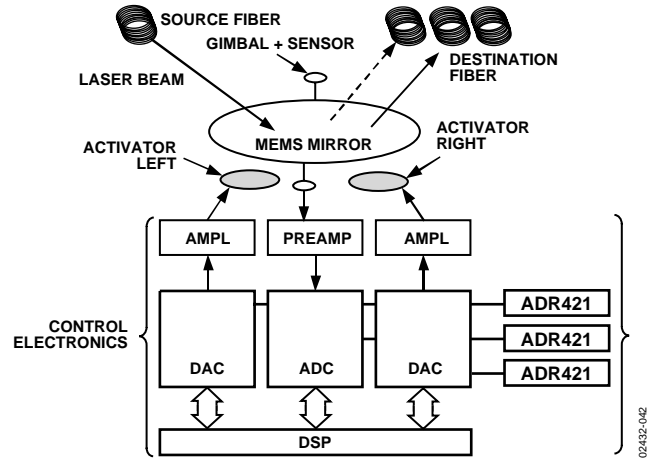 SOURCE FIBER
GIMBAL + SENSOR
DESTINATION
FIBER
LASER BEAM
MEMS MIRROR
ACTIVATOR
LEFT
ACTIVATOR
RIGHT
AMPL
PREAMP
AMPL
ADR421
ADR421
ADR421
CONTROL
ELECTRONICS
DAC
ADC
DAC
DSP
02432-042